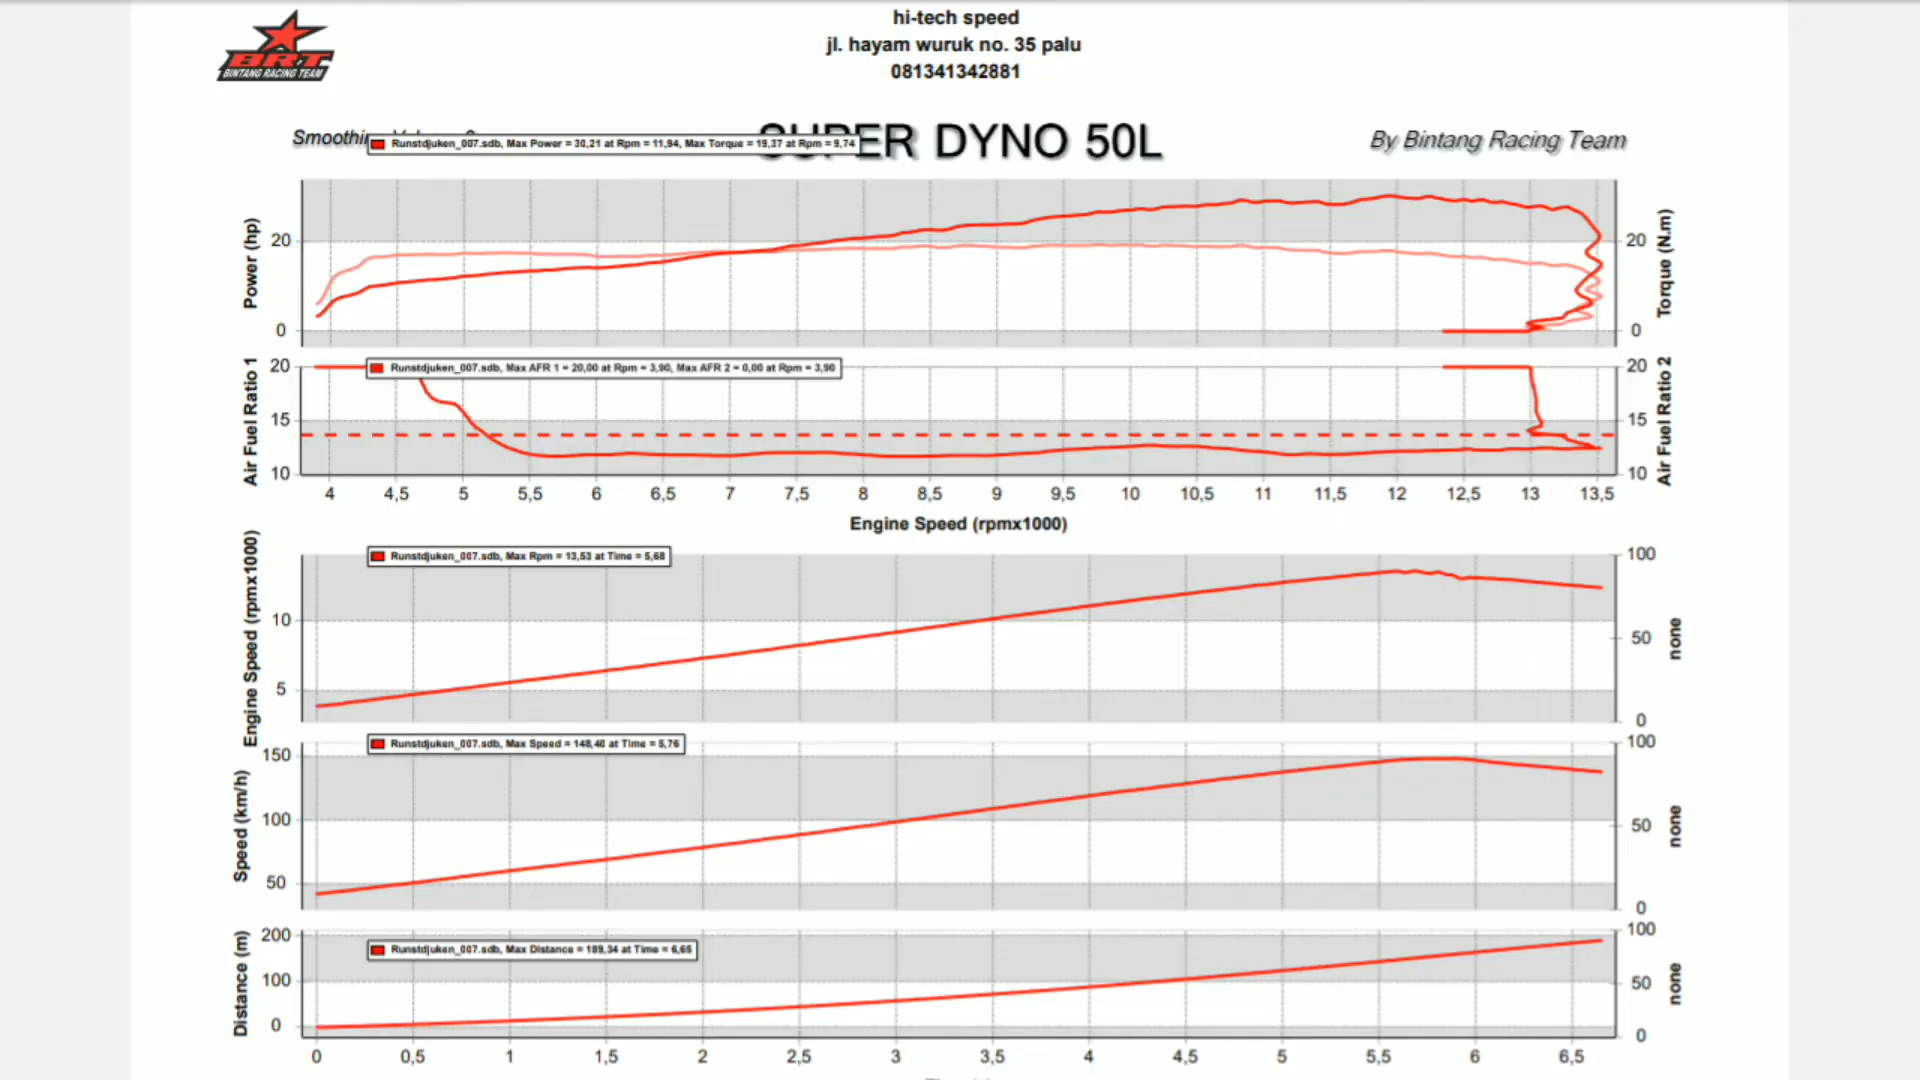 BRT
BINTANG RACING TEAM
hi-tech speed
jl. hayam wuruk no. 35 palu
081341342881
SUPER DYNO 50L
By Bintang Racing Team
Runstdjuken_007.sdb, Max Power = 30,21 at Rpm = 11,94, Max Torque = 19,37 at Rpm = 9,74
Power (hp)
20
0
Torque (N.m)
20
0
Runstdjuken_007.sdb, Max AFR 1 = 20,00 at Rpm = 3,90, Max AFR 2 = 0,00 at Rpm = 3,90
Air Fuel Ratio 1
20
15
10
Air Fuel Ratio 2
20
15
10
4 4,5 5 5,5 6 6,5 7 7,5 8 8,5 9 9,5 10 10,5 11 11,5 12 12,5 13 13,5
Engine Speed (rpmx1000)
Runstdjuken_007.sdb, Max Rpm = 13,53 at Time = 5,68
Engine Speed (rpmx1000)
10
5
100
50
0
none
Runstdjuken_007.sdb, Max Speed = 148,40 at Time = 5,76
Speed (km/h)
150
100
50
100
50
0
none
Runstdjuken_007.sdb, Max Distance = 189,34 at Time = 6,65
Distance (m)
200
100
0
100
50
0
none
0 0,5 1 1,5 2 2,5 3 3,5 4 4,5 5 5,5 6 6,5